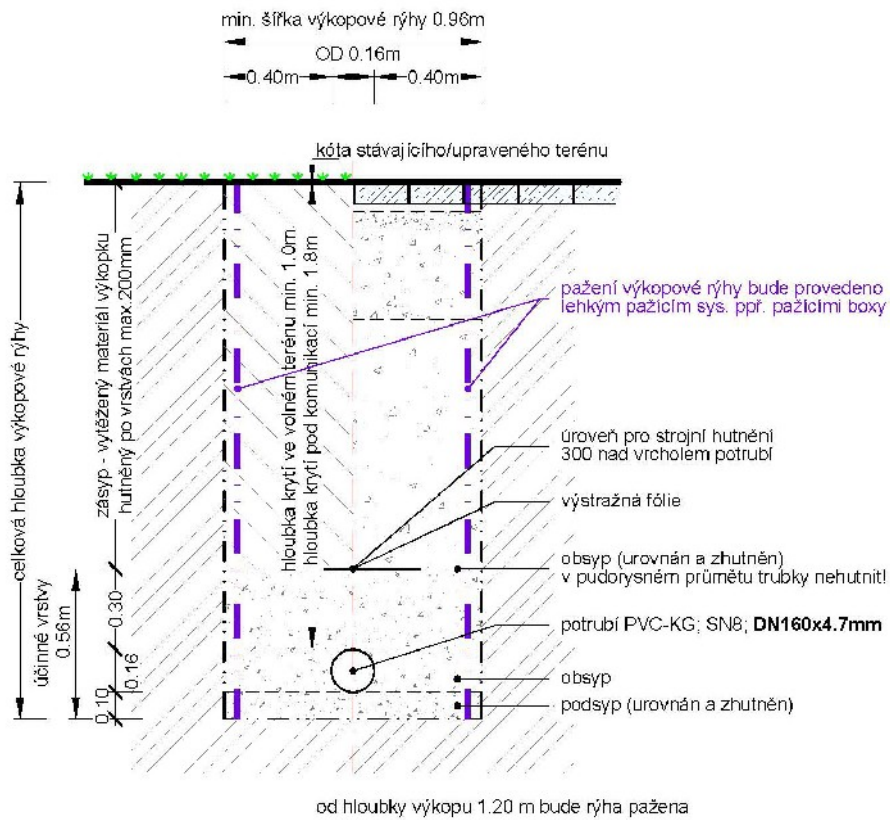 min. šířka výkopové rýhy 0.96m
OD 0.16m
0.40m
0.40m
kóta stávajícího/upraveného terénu
celková hloubka výkopové rýhy
zásyp - vytěžený materiál výkopku
hutněný po vrstvách max.200mm
hloubka krytí ve volném terénu min. 1.0m
hloubka krytí pod komunikací min. 1.8m
pažení výkopové rýhy bude provedeno
lehkým pažicím sys. ppř. pažicími boxy
úroveň pro strojní hutnění
300 nad vrcholem potrubí
výstražná fólie
obsyp (urovnán a zhutněn)
v pudorysném průmětu trubky nehutnit!
účinné vrstvy
0.56m
0.30
0.16
0.10
potrubí PVC-KG; SN8; DN160x4.7mm
obsyp
podsyp (urovnán a zhutněn)
od hloubky výkopu 1.20 m bude rýha pažena